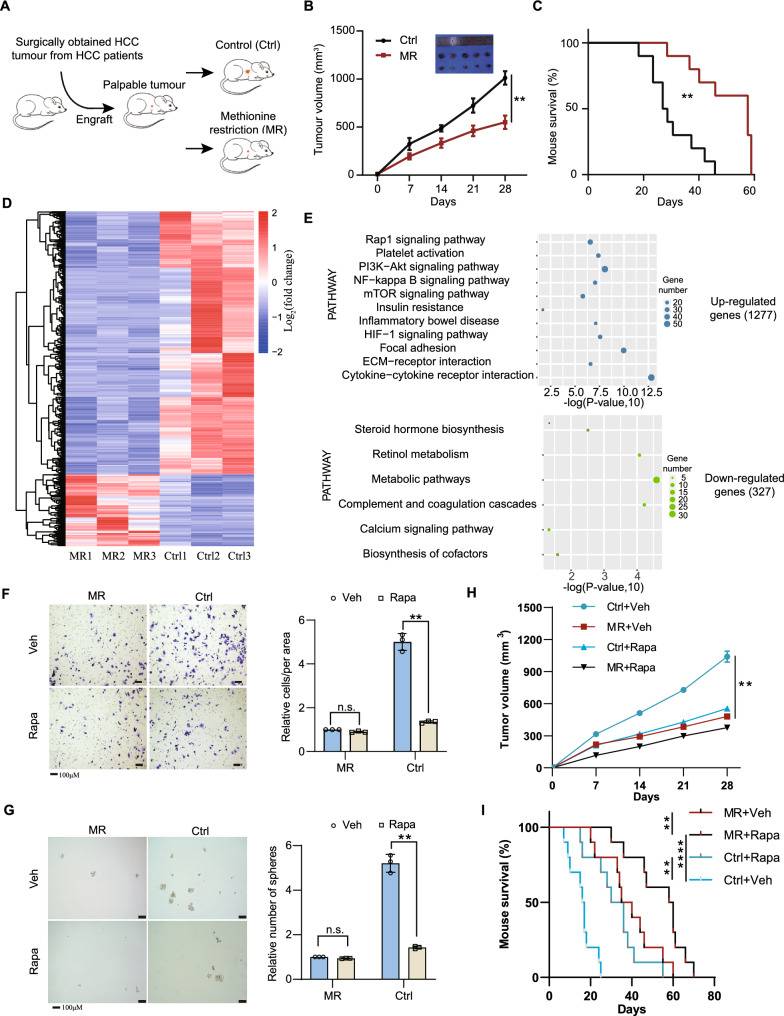 A
Surgically obtained HCC
tumour from HCC patients
Palpable tumour
Engraft
Control (Ctrl)
Methionine
restriction (MR)
B
Tumour volume (mm³)
1500
1000
500
0
Ctrl
MR
**
0 7 14 21 28
Days
C
Mouse survival (%)
100
50
0
**
0 20 40 60
Days
D
2
1
0
−1
−2
Log₂(fold change)
MR1 MR2 MR3 Ctrl1 Ctrl2 Ctrl3
E
PATHWAY
Rap1 signaling pathway
Platelet activation
PI3K−Akt signaling pathway
NF−kappa B signaling pathway
mTOR signaling pathway
Insulin resistance
Inflammatory bowel disease
HIF−1 signaling pathway
Focal adhesion
ECM−receptor interaction
Cytokine−cytokine receptor interaction
2.5 5.0 7.5 10.0 12.5
-log(P-value,10)
Gene
number
20
30
40
50
Up-regulated
genes (1277)
PATHWAY
Steroid hormone biosynthesis
Retinol metabolism
Metabolic pathways
Complement and coagulation cascades
Calcium signaling pathway
Biosynthesis of cofactors
2 3 4
-log(P-value,10)
Gene
number
5
10
15
20
25
30
Down-regulated
genes (327)
F
MR Ctrl
Veh
Rapa
100μM
Veh Rapa
Relative cells/per area
6
4
2
0
n.s.
**
MR Ctrl
G
MR Ctrl
Veh
Rapa
100μM
Veh Rapa
Relative number of spheres
6
4
2
0
n.s.
**
MR Ctrl
H
Tumor volume (mm³)
1500
1200
900
600
300
0
Ctrl+Veh
MR+Veh
Ctrl+Rapa
MR+Rapa
**
0 7 14 21 28
Days
I
Mouse survival (%)
100
50
0
0 20 40 60 80
Days
**
**
****
MR+Veh
MR+Rapa
Ctrl+Rapa
Ctrl+Veh